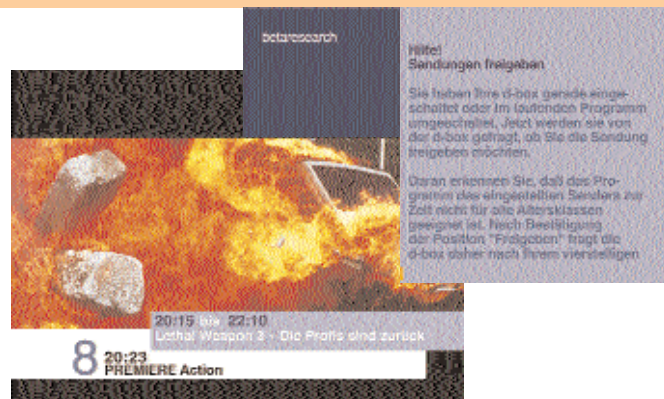 betaresearch
Hilfe!
Sendungen freigeben
Sie haben Ihre d-box gerade einge-
schaltet oder im laufenden Programm
umgeschaltet. Jetzt werden sie von
der d-box gefragt, ob Sie die Sendung
freigeben möchten.
Daran erkennen Sie, daß das Pro-
gramm des eingestellten Senders zur
Zeit nicht für alle Altersklassen
geeignet ist. Nach Bestätigung
der Position "Freigeben" fragt die
d-box daher nach Ihrem vierstelligen
20:15 bis 22:10
Lethal Weapon 3 - Die Profis sind zurück
8 20:23
PREMIERE Action